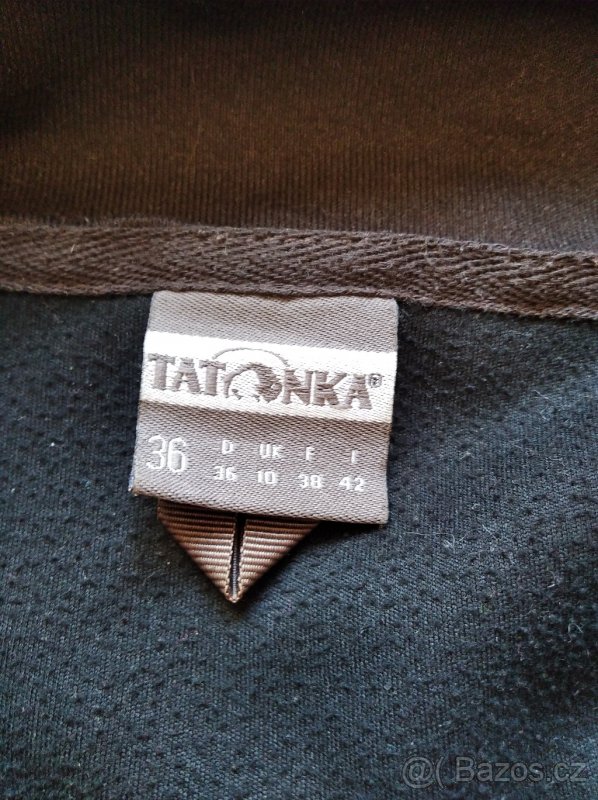 TATONKA®
36 D UK F I
36 10 38 42
@( Bazos.cz